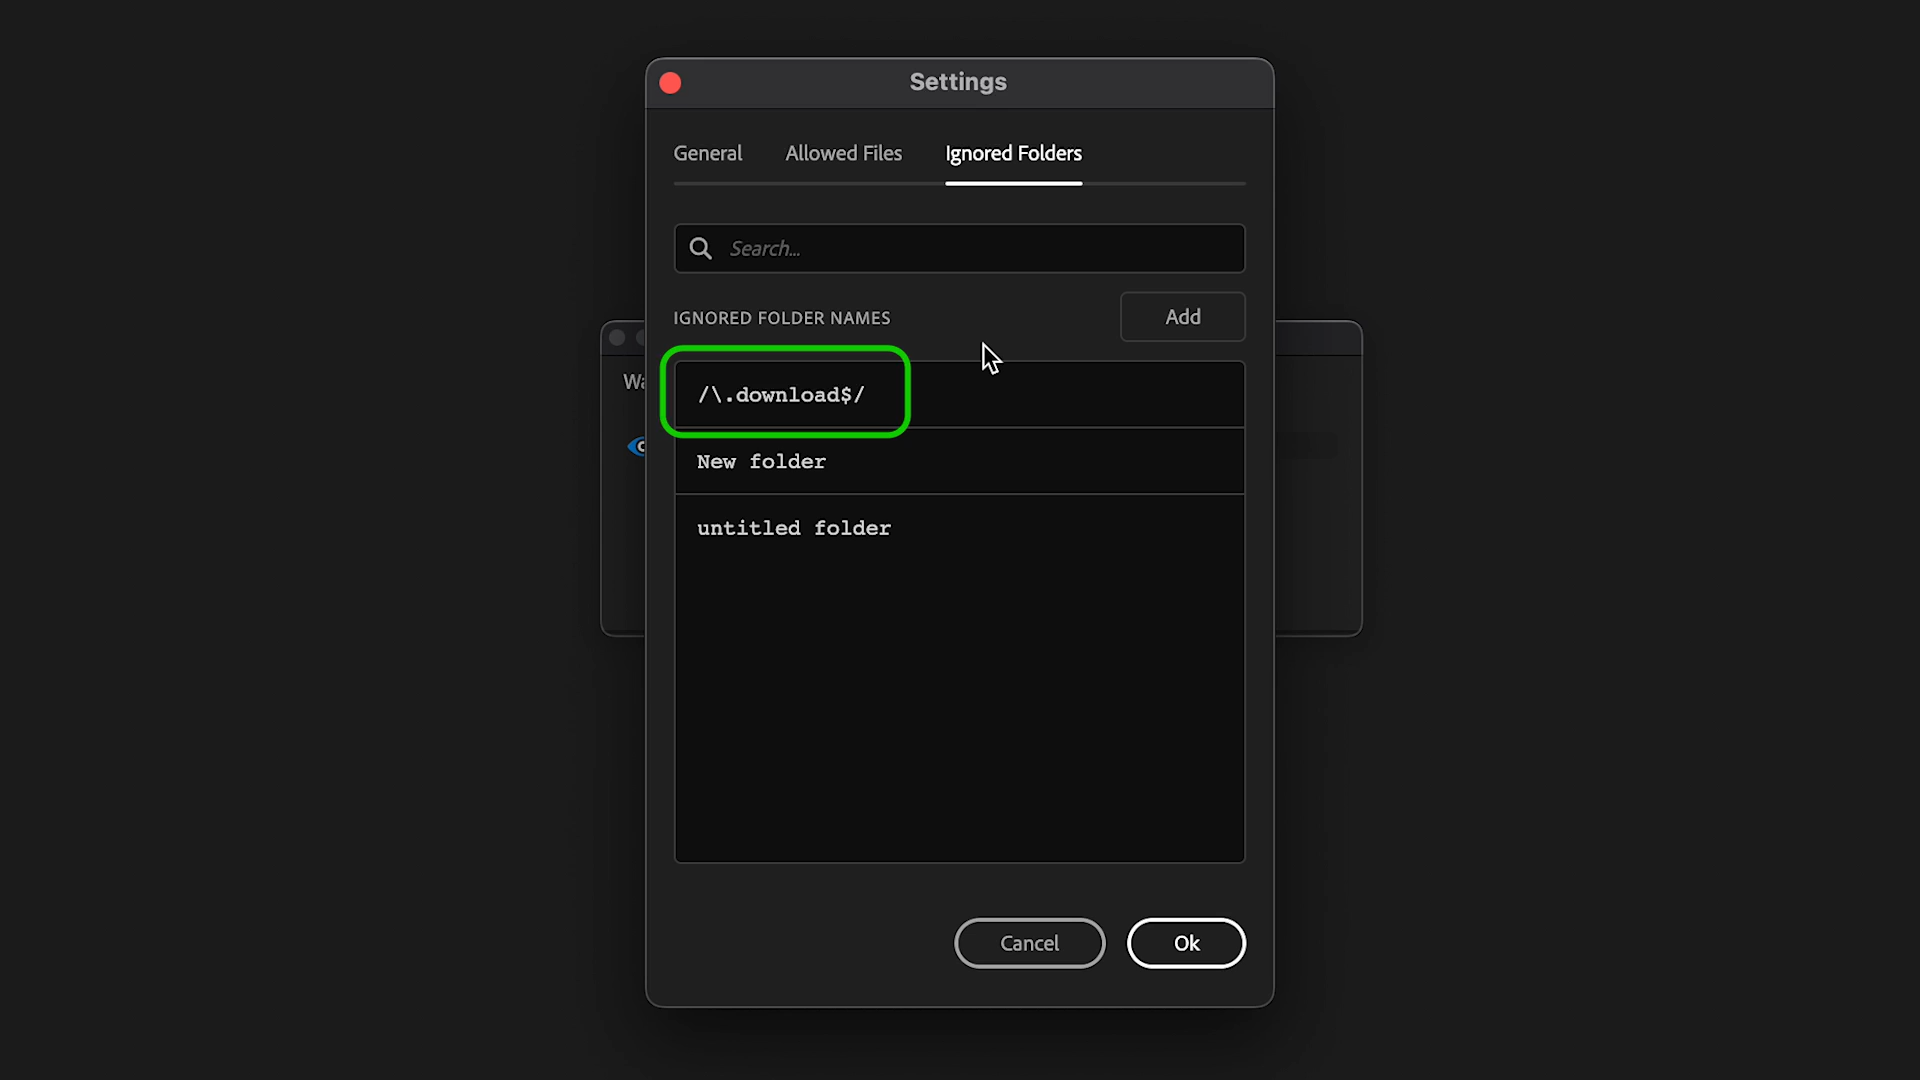 Settings
General Allowed Files Ignored Folders
Search...
IGNORED FOLDER NAMES Add
/\.download$/
New folder
untitled folder
Cancel Ok